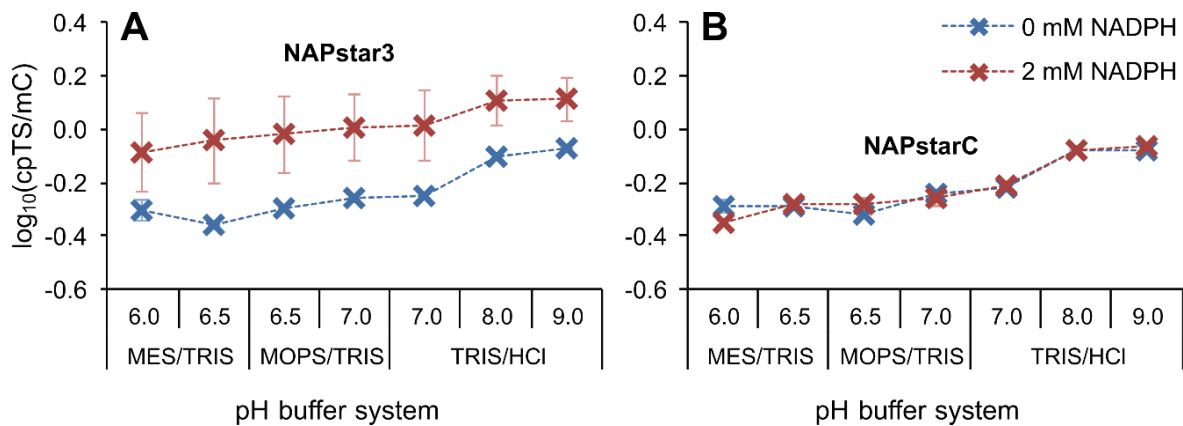 A
NAPstar3
log₁₀(cpTS/mC)
0.4
0.2
0.0
-0.2
-0.4
-0.6
6.0 6.5 6.5 7.0 7.0 8.0 9.0
MES/TRIS MOPS/TRIS TRIS/HCl
pH buffer system
B
0 mM NADPH
2 mM NADPH
NAPstarC
0.4
0.2
0.0
-0.2
-0.4
-0.6
6.0 6.5 6.5 7.0 7.0 8.0 9.0
MES/TRIS MOPS/TRIS TRIS/HCl
pH buffer system